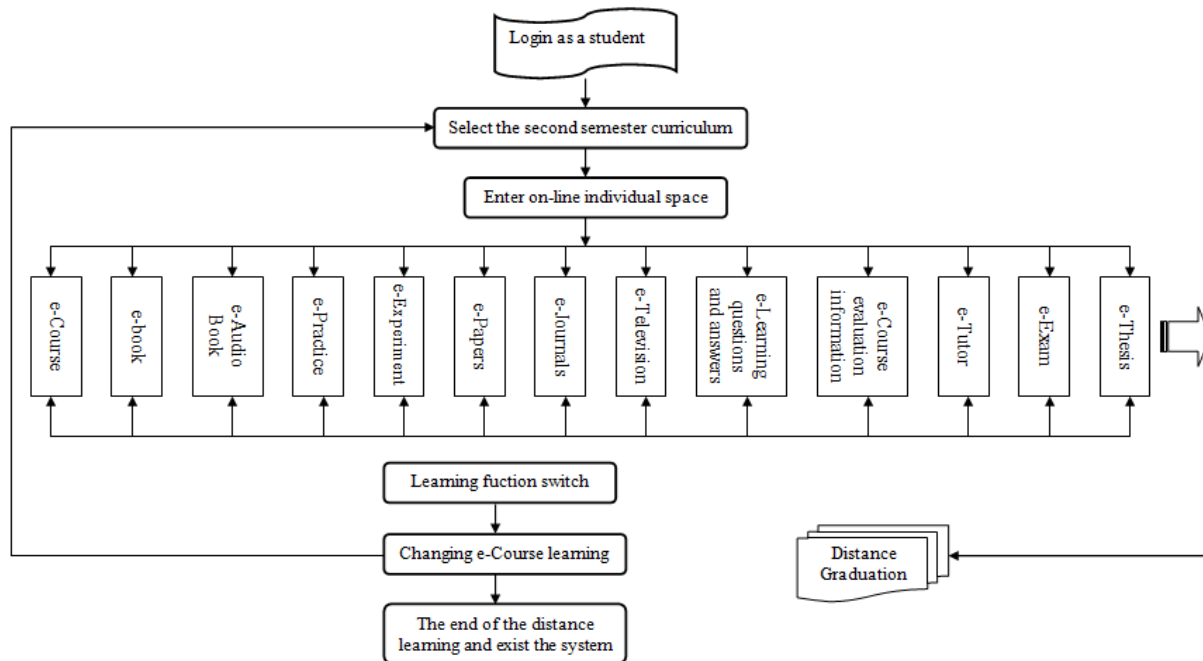 Login as a student
Select the second semester curriculum
Enter on-line individual space
e-Course
e-book
e-Audio
Book
e-Practice
e-Experiment
e-Papers
e-Journals
e-Television
e-Learning
questions
and answers
e-Course
evaluation
information
e-Tutor
e-Exam
e-Thesis
Learning fuction switch
Changing e-Course learning
Distance
Graduation
The end of the distance
learning and exist the system